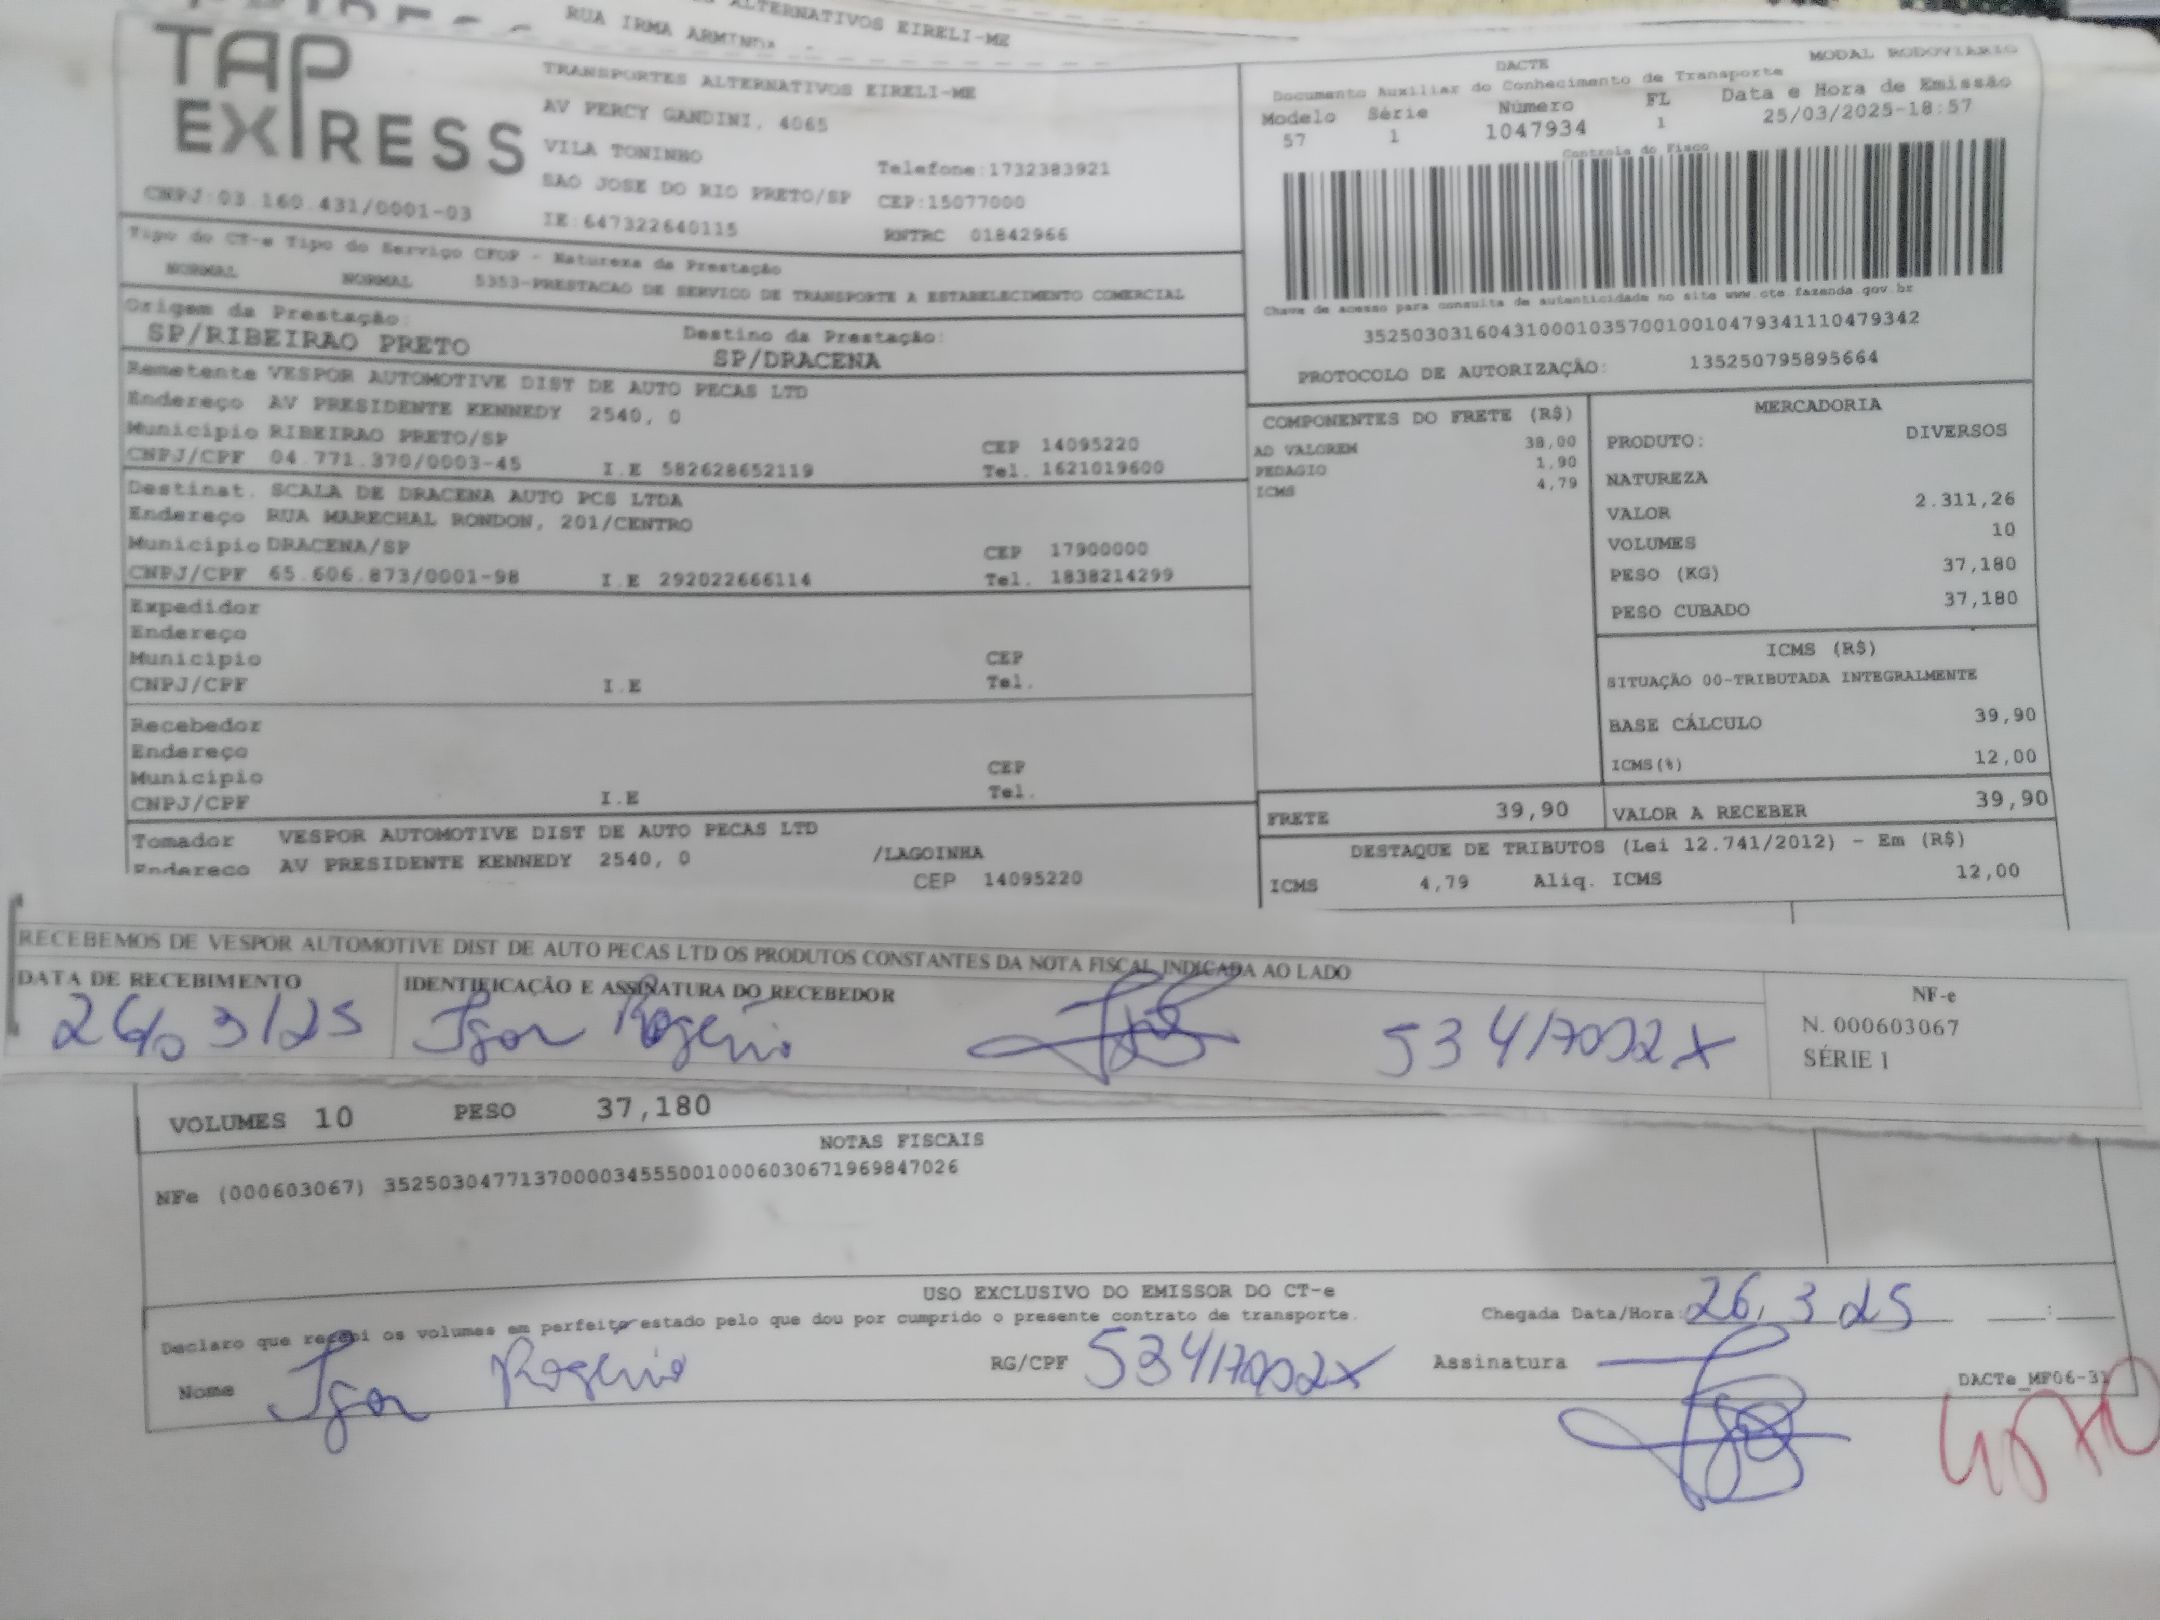 ALTERNATIVOS EIRELI-ME
RUA IRMA ARMINDA
TAP EXPRESS
CNPJ:03.160.431/0001-03
TRANSPORTES ALTERNATIVOS EIRELI-ME
AV PERCY GANDINI, 4065
VILA TONINHO
Telefone:1732383921
SAO JOSE DO RIO PRETO/SP CEP:15077000
IE:647322640115 RNTRC 01842966
DACTE MODAL RODOVIARIO
Documento Auxiliar do Conhecimento de Transporte
Modelo Série Número FL Data e Hora de Emissão
57 1 1047934 1 25/03/2025-18:57
Controle do Fisco
Chave de acesso para consulta de autenticidade no site www.cte.fazenda.gov.br
35250303160431000103570010010479341110479342
PROTOCOLO DE AUTORIZAÇÃO: 135250795895664
Tipo do CT-e Tipo do Serviço CFOP - Natureza da Prestação
NORMAL NORMAL 5353-PRESTACAO DE SERVICO DE TRANSPORTE A ESTABELECIMENTO COMERCIAL
Origem da Prestação: Destino da Prestação:
SP/RIBEIRAO PRETO SP/DRACENA
Remetente VESPOR AUTOMOTIVE DIST DE AUTO PECAS LTD
Endereço AV PRESIDENTE KENNEDY 2540, 0
Municipio RIBEIRAO PRETO/SP CEP 14095220
CNPJ/CPF 04.771.370/0003-45 I.E 582628652119 Tel. 1621019600
Destinat. SCALA DE DRACENA AUTO PCS LTDA
Endereço RUA MARECHAL RONDON, 201/CENTRO
Municipio DRACENA/SP CEP 17900000
CNPJ/CPF 65.606.873/0001-98 I.E 292022666114 Tel. 1838214299
Expedidor
Endereço
Municipio CEP
CNPJ/CPF I.E Tel.
Recebedor
Endereço
Municipio CEP
CNPJ/CPF I.E Tel.
Tomador VESPOR AUTOMOTIVE DIST DE AUTO PECAS LTD
Endereco AV PRESIDENTE KENNEDY 2540, 0 /LAGOINHA
CEP 14095220
COMPONENTES DO FRETE (R$)
AD VALOREM 38,00
PEDAGIO 1,90
ICMS 4,79
MERCADORIA
PRODUTO: DIVERSOS
NATUREZA
VALOR 2.311,26
VOLUMES 10
PESO (KG) 37,180
PESO CUBADO 37,180
ICMS (R$)
SITUAÇÃO 00-TRIBUTADA INTEGRALMENTE
BASE CÁLCULO 39,90
ICMS(%) 12,00
FRETE 39,90 VALOR A RECEBER 39,90
DESTAQUE DE TRIBUTOS (Lei 12.741/2012) - Em (R$)
ICMS 4,79 Aliq. ICMS 12,00
RECEBEMOS DE VESPOR AUTOMOTIVE DIST DE AUTO PECAS LTD OS PRODUTOS CONSTANTES DA NOTA FISCAL INDICADA AO LADO
DATA DE RECEBIMENTO IDENTIFICAÇÃO E ASSINATURA DO RECEBEDOR
26/03/25 Igor Rogério 53417092X
NF-e
N. 000603067
SÉRIE 1
VOLUMES 10 PESO 37,180
NOTAS FISCAIS
NFe (000603067) 35250304771370000345550010006030671969847026
USO EXCLUSIVO DO EMISSOR DO CT-e
Declaro que recebi os volumes em perfeito estado pelo que dou por cumprido o presente contrato de transporte.
Chegada Data/Hora: 26, 3 25 :
Nome Igor Rogério RG/CPF 53417092X Assinatura
DACTe_MF06-31